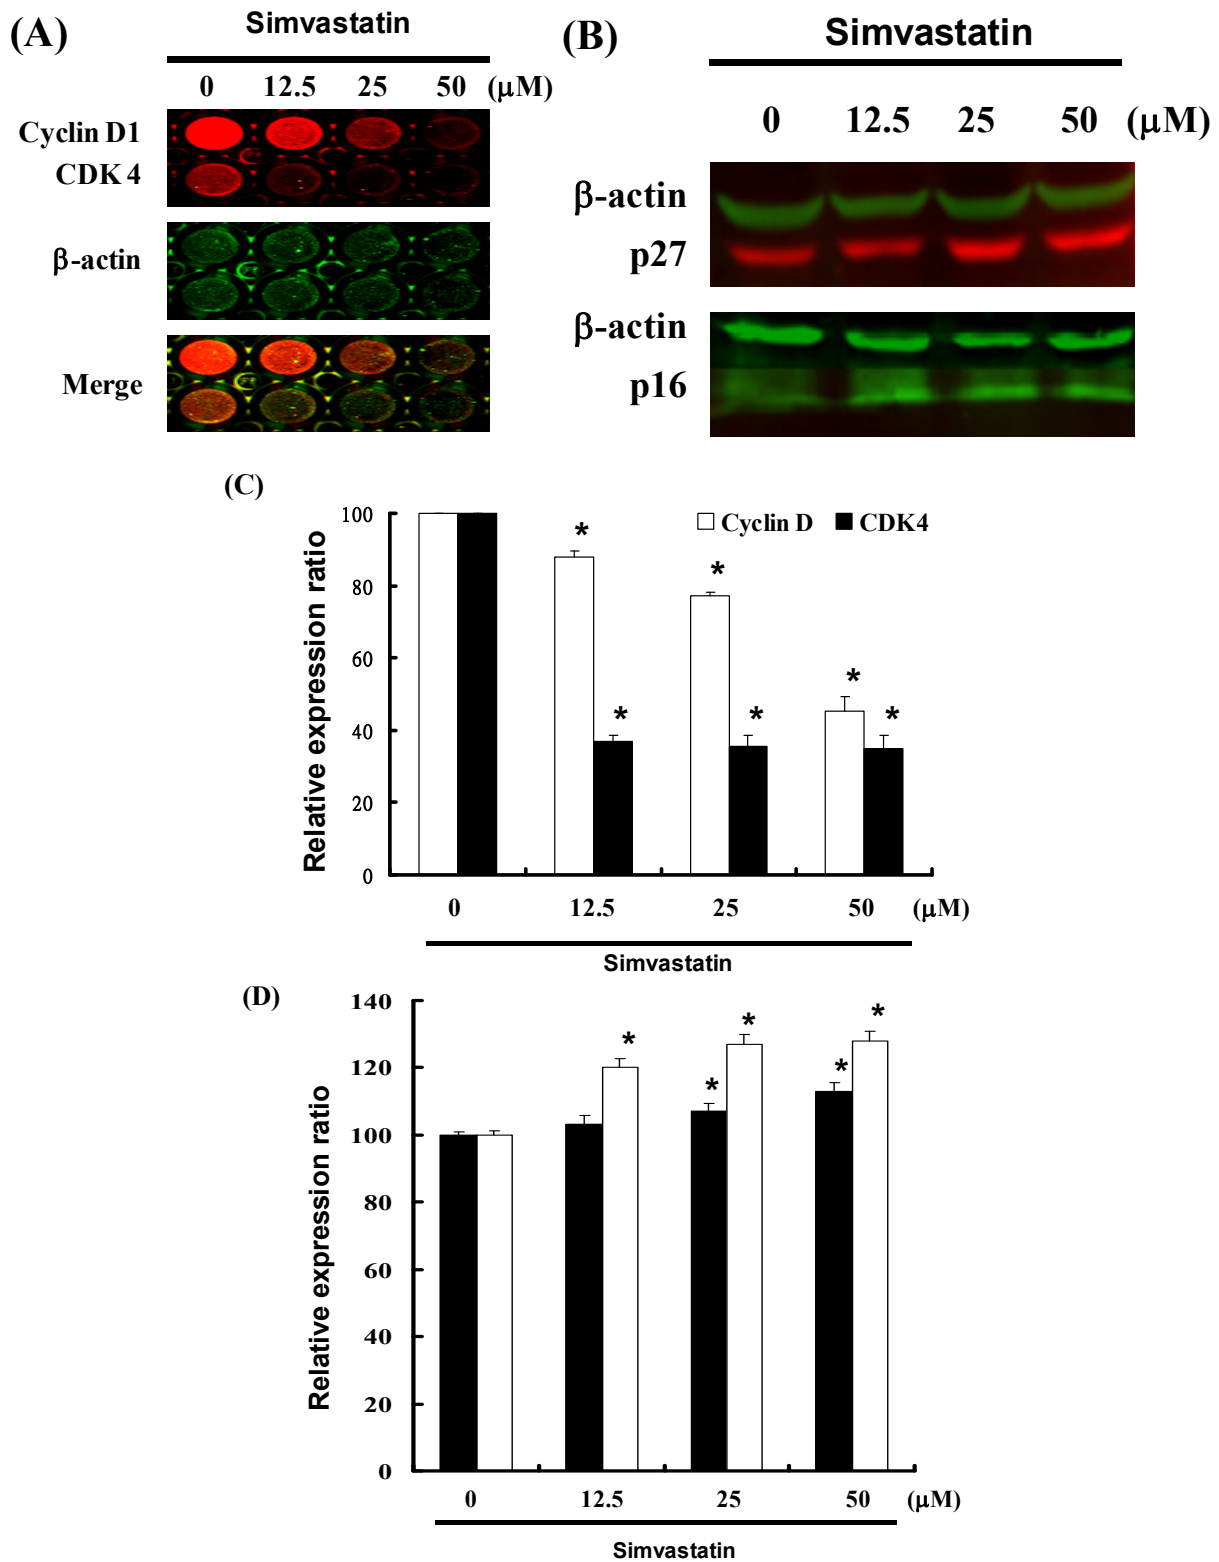 (A)
Simvastatin
0 12.5 25 50 (μM)
Cyclin D1
CDK 4
β-actin
Merge
(B)
Simvastatin
0 12.5 25 50 (μM)
β-actin
p27
β-actin
p16
(C)
Relative expression ratio
100
80
60
40
20
0
Cyclin D CDK4
* * * * * *
0 12.5 25 50 (μM)
Simvastatin
(D)
Relative expression ratio
140
120
100
80
60
40
20
0
* * * * *
0 12.5 25 50 (μM)
Simvastatin